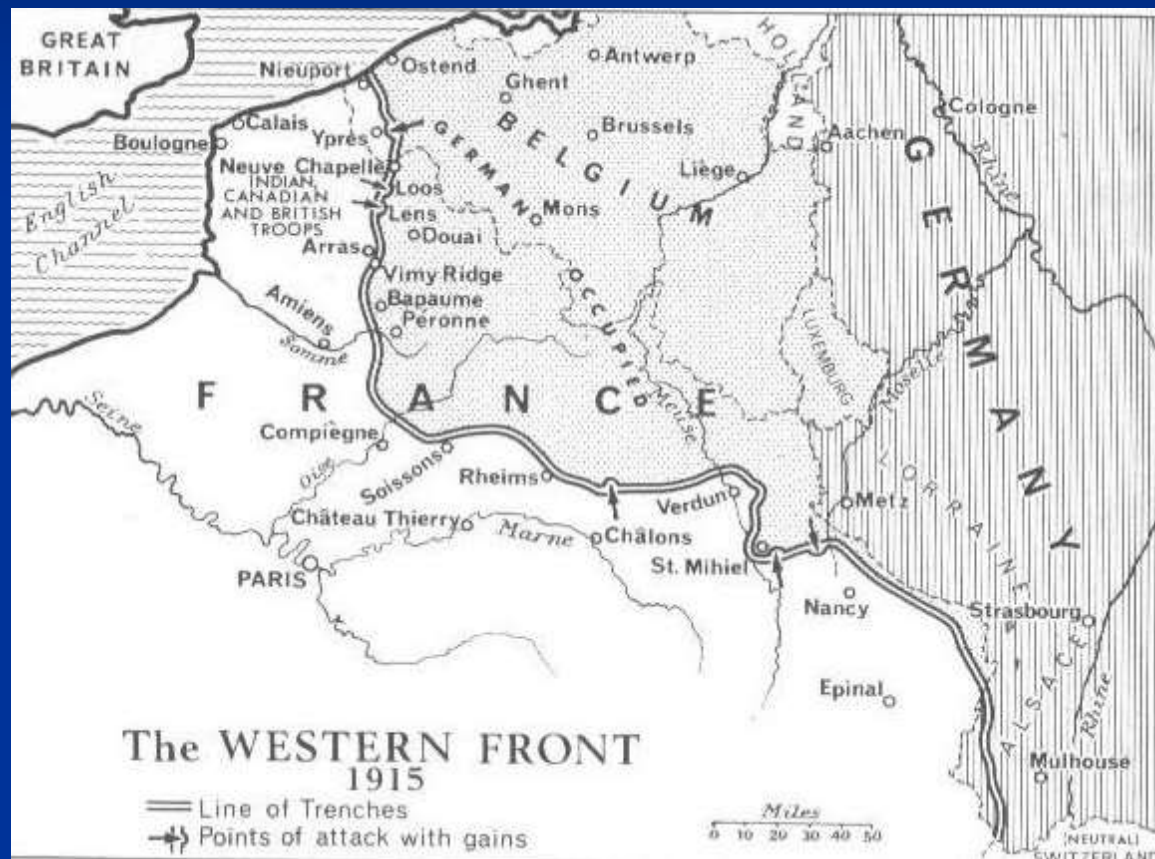 GREAT
BRITAIN
HOLLAND
Antwerp
Ostend
Nieuport
Ghent
Cologne
Calais
Ypres
GERMAN
BELGIUM
Brussels
Aachen
Rhine
Boulogne
Neuve Chapelle
Liège
GERMANY
INDIAN,
CANADIAN
AND BRITISH
TROOPS
Loos
Lens
Mons
English
Channel
Douai
Arras
Vimy Ridge
OCCUPIED
Bapaume
Amiens
Péronne
LUXEMBURG
Somme
Moselle
FRANCE
Meuse
Seine
Compiègne
Oise
Soissons
Rheims
Verdun
Metz
LORRAINE
Château Thierry
Marne
Châlons
St. Mihiel
PARIS
Nancy
Strasbourg
ALSACE
Epinal
Rhine
Mulhouse
The WESTERN FRONT
1915
Line of Trenches
Points of attack with gains
Miles
0 10 20 30 40 50
(NEUTRAL)
SWITZERLAND